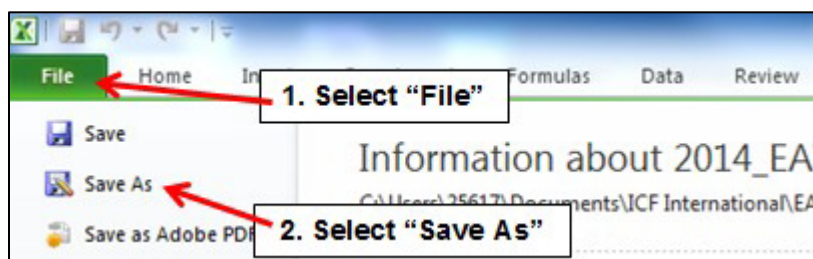 File Home Formulas Data Review
1. Select “File”
Save
Information about 2014_EA
Save As
C:\Users\25617\Documents\ICF International\EA
2. Select “Save As”
Save as Adobe PDF